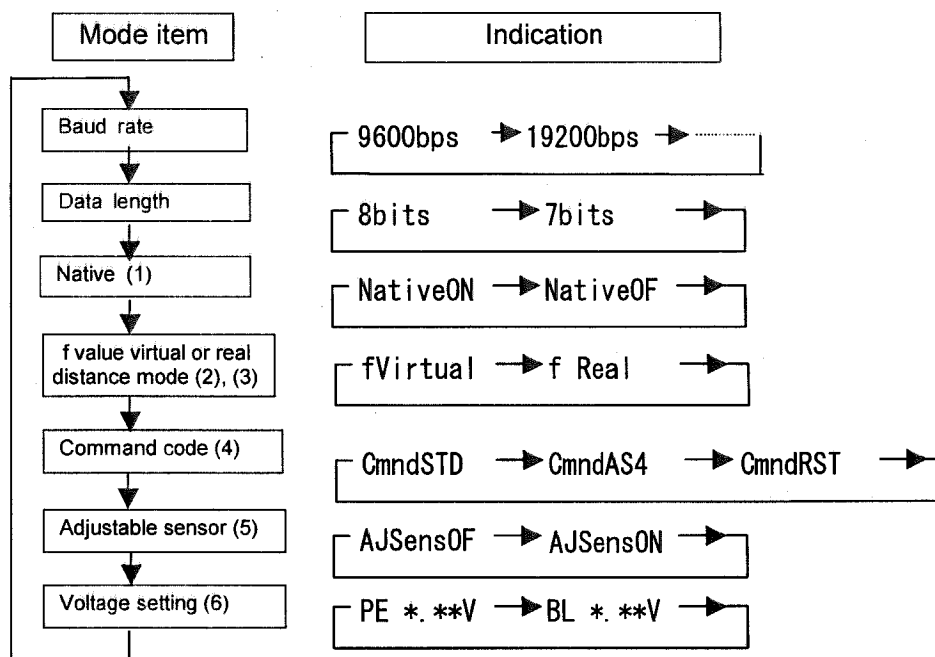 Mode item
Indication
Baud rate
9600bps
19200bps
Data length
8bits
7bits
Native (1)
NativeON
NativeOF
f value virtual or real
distance mode (2), (3)
fVirtual
f Real
Command code (4)
CmndSTD
CmndAS4
CmndRST
Adjustable sensor (5)
AJSensOF
AJSensON
Voltage setting (6)
PE *.**V
BL *.**V